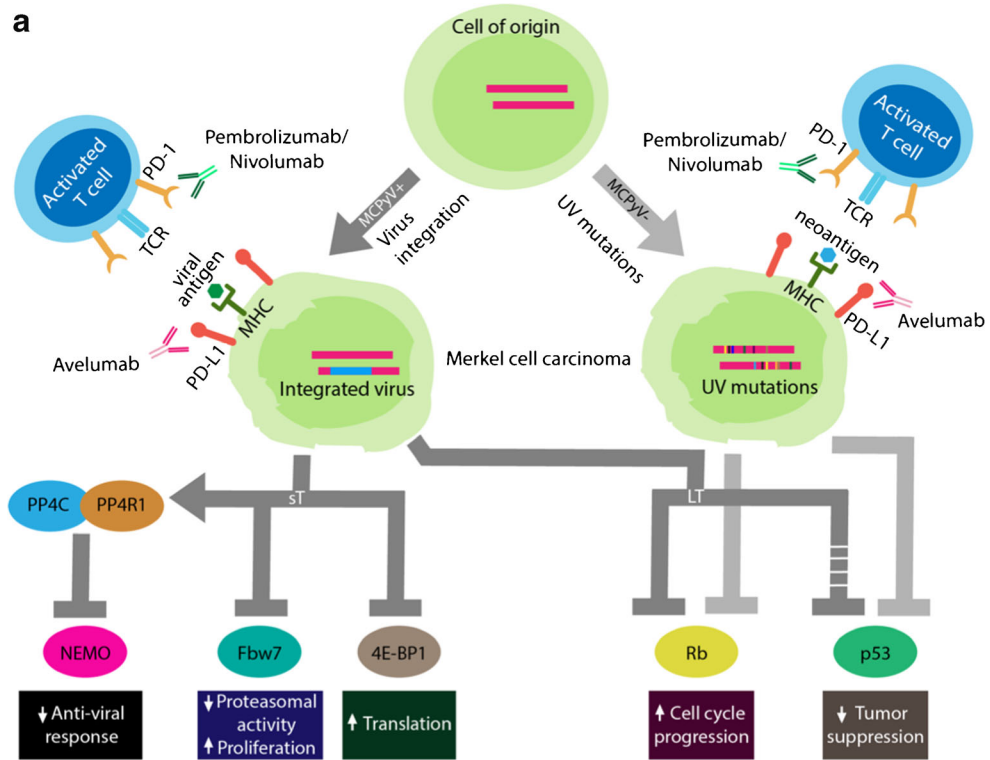 a
Cell of origin
Activated
T cell
PD-1
TCR
Pembrolizumab/
Nivolumab
Pembrolizumab/
Nivolumab
PD-1
Activated
T cell
TCR
MCPyV+
Virus
integration
MCPyV-
UV mutations
viral
antigen
MHC
PD-L1
Avelumab
neoantigen
MHC
PD-L1
Avelumab
Integrated virus
Merkel cell carcinoma
UV mutations
PP4C
PP4R1
sT
LT
NEMO
Fbw7
4E-BP1
Rb
p53
↓ Anti-viral
response
↓ Proteasomal
activity
↑ Proliferation
↑ Translation
↑ Cell cycle
progression
↓ Tumor
suppression